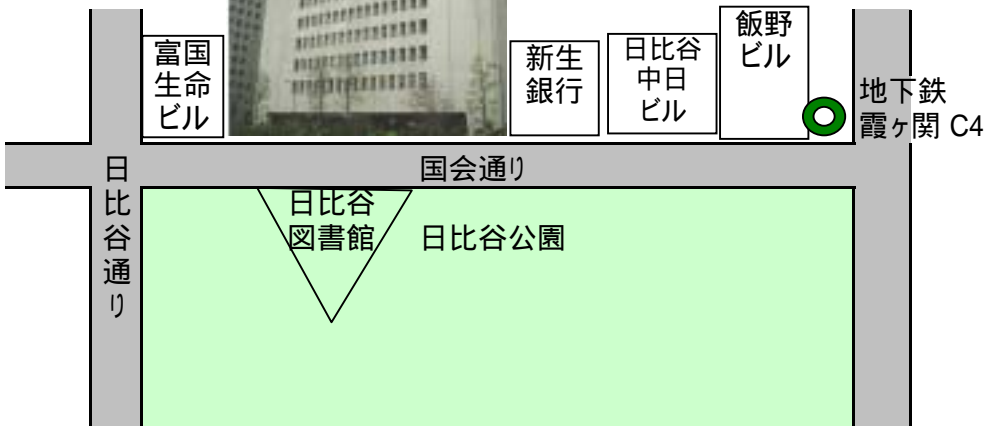 富国
生命
ビル
新生
銀行
日比谷
中日
ビル
飯野
ビル
地下鉄
霞ヶ関 C4
国会通り
日比谷通り
日比谷
図書館
日比谷公園